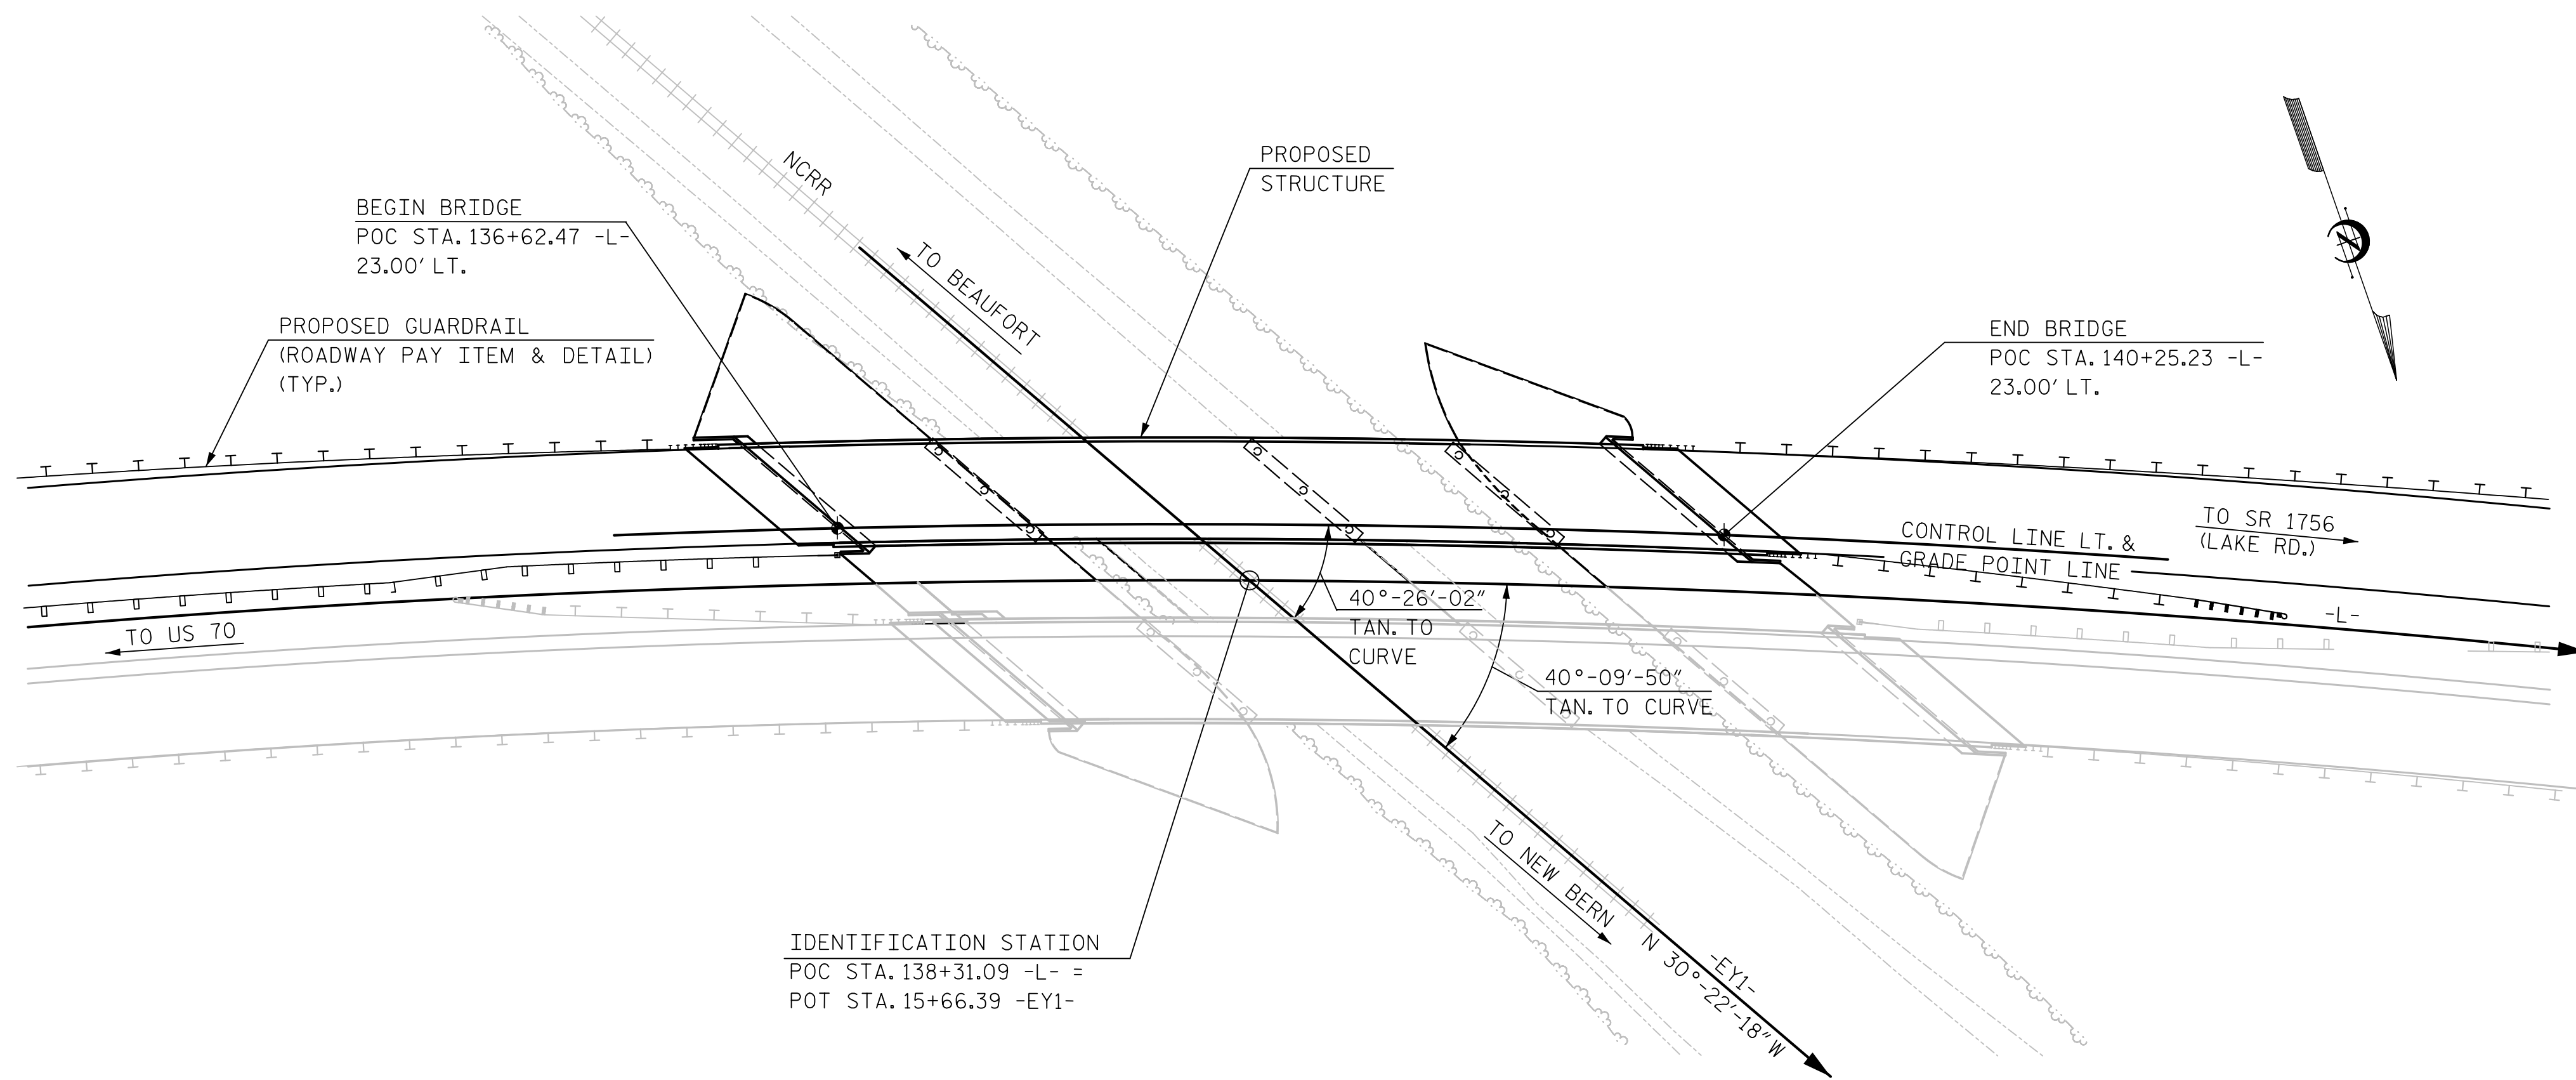 PROPOSED
STRUCTURE
NCRR
BEGIN BRIDGE
POC STA. 136+62.47 -L-
23.00' LT.
TO BEAUFORT
PROPOSED GUARDRAIL
(ROADWAY PAY ITEM & DETAIL)
(TYP.)
END BRIDGE
POC STA. 140+25.23 -L-
23.00' LT.
TO SR 1756
(LAKE RD.)
CONTROL LINE LT. &
GRADE POINT LINE
-L-
TO US 70
40°-26'-02"
TAN. TO
CURVE
40°-09'-50"
TAN. TO CURVE
TO NEW BERN
-EY1-
N 30°-22'-18" W
IDENTIFICATION STATION
POC STA. 138+31.09 -L- =
POT STA. 15+66.39 -EY1-